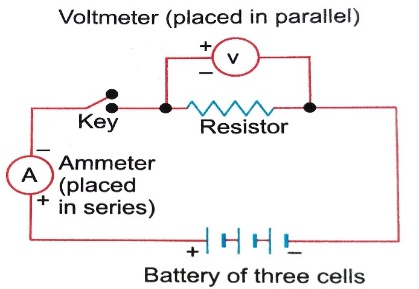 Voltmeter (placed in parallel)
+
V
−
Key
Resistor
−
A
+
Ammeter
(placed
in series)
+
−
Battery of three cells